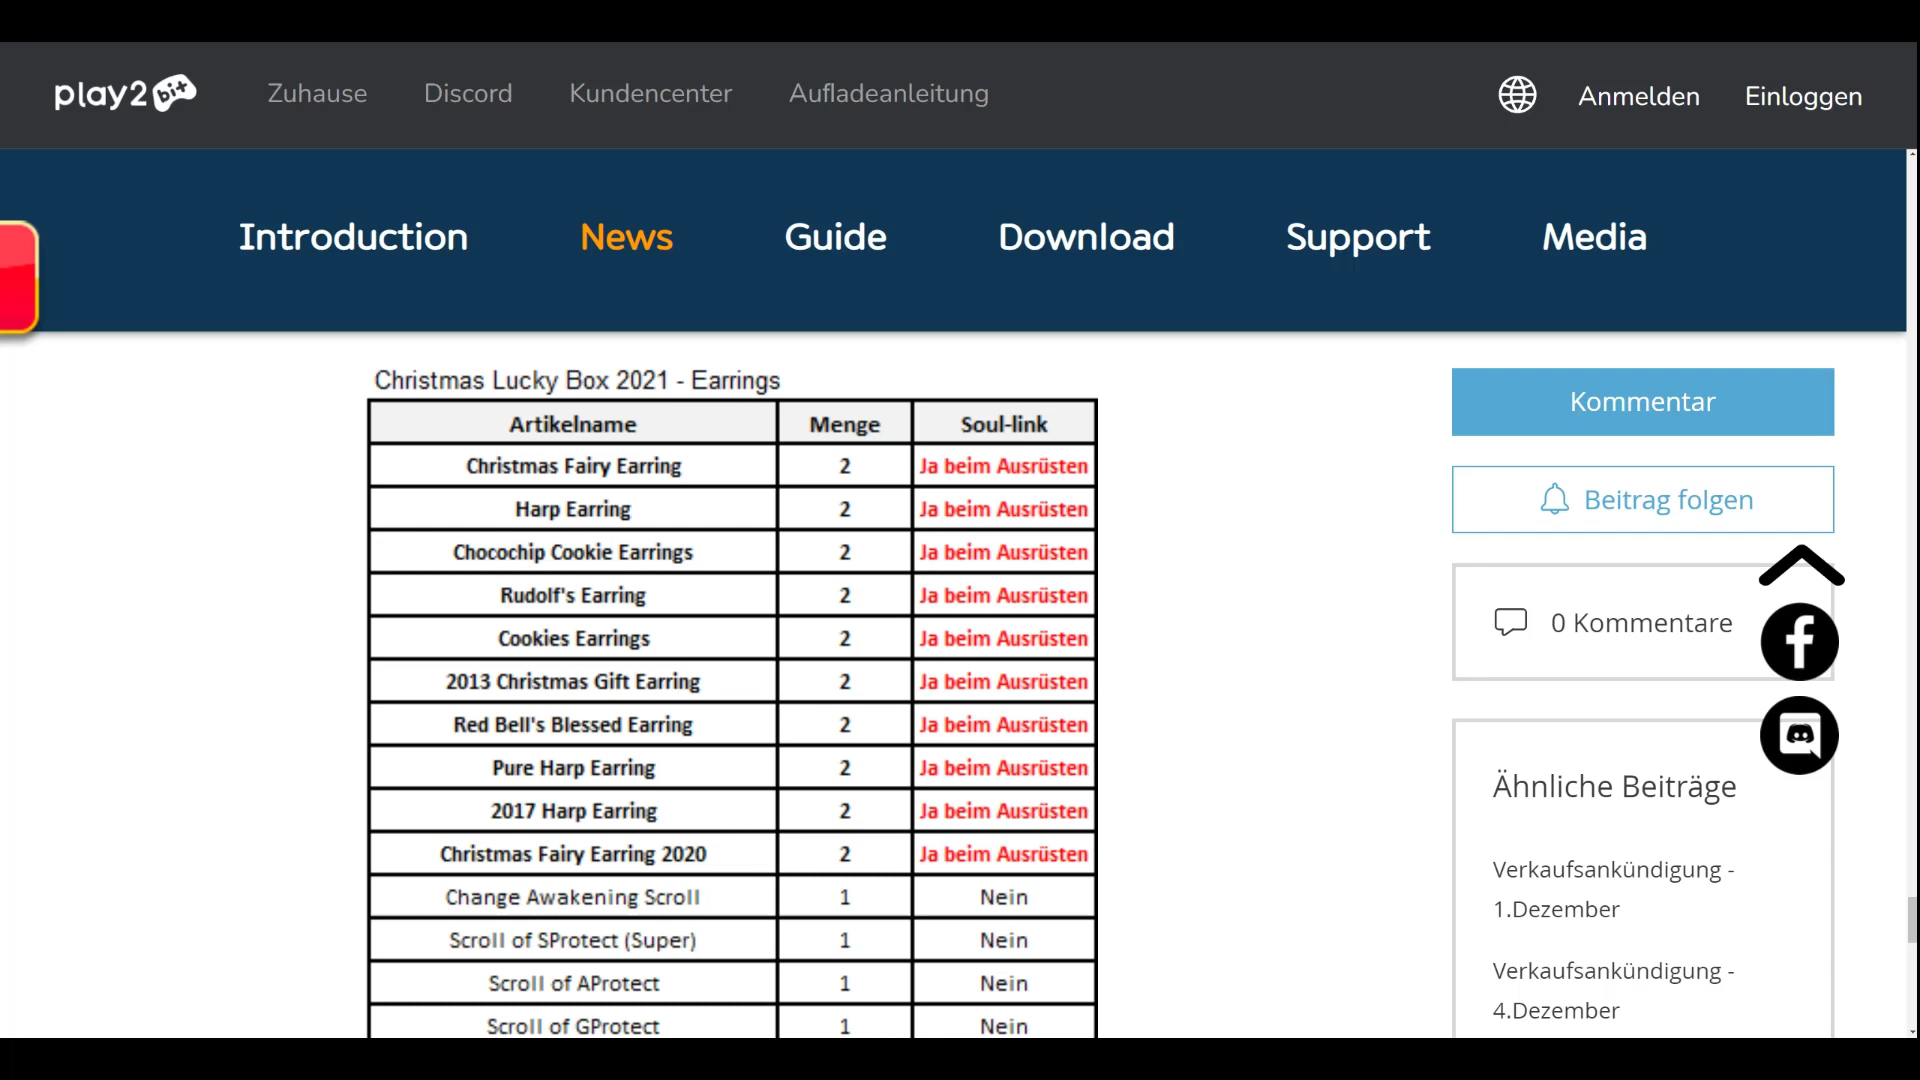 play2bit Zuhause Discord Kundencenter Aufladeanleitung Anmelden Einloggen
Introduction News Guide Download Support Media
Christmas Lucky Box 2021 - Earrings
Artikelname Menge Soul-link
Christmas Fairy Earring 2 Ja beim Ausrüsten
Harp Earring 2 Ja beim Ausrüsten
Chocochip Cookie Earrings 2 Ja beim Ausrüsten
Rudolf's Earring 2 Ja beim Ausrüsten
Cookies Earrings 2 Ja beim Ausrüsten
2013 Christmas Gift Earring 2 Ja beim Ausrüsten
Red Bell's Blessed Earring 2 Ja beim Ausrüsten
Pure Harp Earring 2 Ja beim Ausrüsten
2017 Harp Earring 2 Ja beim Ausrüsten
Christmas Fairy Earring 2020 2 Ja beim Ausrüsten
Change Awakening Scroll 1 Nein
Scroll of SProtect (Super) 1 Nein
Scroll of AProtect 1 Nein
Scroll of GProtect 1 Nein
Kommentar
Beitrag folgen
0 Kommentare
Ähnliche Beiträge
Verkaufsankündigung -
1.Dezember
Verkaufsankündigung -
4.Dezember